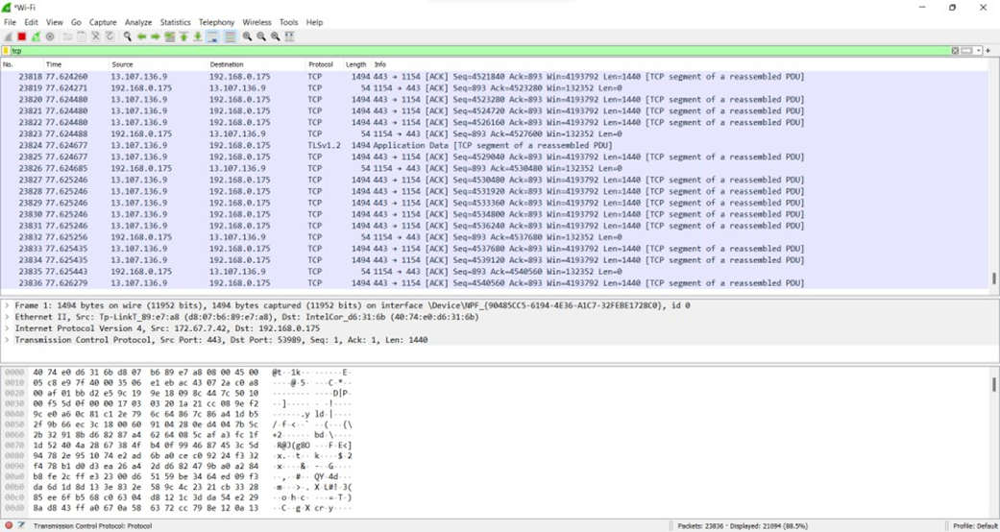 *Wi-Fi
File Edit View Go Capture Analyze Statistics Telephony Wireless Tools Help
tcp
No. Time Source Destination Protocol Length Info
23818 77.624260 13.107.136.9 192.168.0.175 TCP 1494 443 → 1154 [ACK] Seq=4521840 Ack=893 Win=4193792 Len=1440 [TCP segment of a reassembled PDU]
23819 77.624271 192.168.0.175 13.107.136.9 TCP 54 1154 → 443 [ACK] Seq=893 Ack=4523280 Win=132352 Len=0
23820 77.624480 13.107.136.9 192.168.0.175 TCP 1494 443 → 1154 [ACK] Seq=4523280 Ack=893 Win=4193792 Len=1440 [TCP segment of a reassembled PDU]
23821 77.624480 13.107.136.9 192.168.0.175 TCP 1494 443 → 1154 [ACK] Seq=4524720 Ack=893 Win=4193792 Len=1440 [TCP segment of a reassembled PDU]
23822 77.624480 13.107.136.9 192.168.0.175 TCP 1494 443 → 1154 [ACK] Seq=4526160 Ack=893 Win=4193792 Len=1440 [TCP segment of a reassembled PDU]
23823 77.624488 192.168.0.175 13.107.136.9 TCP 54 1154 → 443 [ACK] Seq=893 Ack=4527600 Win=132352 Len=0
23824 77.624677 13.107.136.9 192.168.0.175 TLSv1.2 1494 Application Data [TCP segment of a reassembled PDU]
23825 77.624677 13.107.136.9 192.168.0.175 TCP 1494 443 → 1154 [ACK] Seq=4529040 Ack=893 Win=4193792 Len=1440 [TCP segment of a reassembled PDU]
23826 77.624685 192.168.0.175 13.107.136.9 TCP 54 1154 → 443 [ACK] Seq=893 Ack=4530480 Win=132352 Len=0
23827 77.625246 13.107.136.9 192.168.0.175 TCP 1494 443 → 1154 [ACK] Seq=4530480 Ack=893 Win=4193792 Len=1440 [TCP segment of a reassembled PDU]
23828 77.625246 13.107.136.9 192.168.0.175 TCP 1494 443 → 1154 [ACK] Seq=4531920 Ack=893 Win=4193792 Len=1440 [TCP segment of a reassembled PDU]
23829 77.625246 13.107.136.9 192.168.0.175 TCP 1494 443 → 1154 [ACK] Seq=4533360 Ack=893 Win=4193792 Len=1440 [TCP segment of a reassembled PDU]
23830 77.625246 13.107.136.9 192.168.0.175 TCP 1494 443 → 1154 [ACK] Seq=4534800 Ack=893 Win=4193792 Len=1440 [TCP segment of a reassembled PDU]
23831 77.625246 13.107.136.9 192.168.0.175 TCP 1494 443 → 1154 [ACK] Seq=4536240 Ack=893 Win=4193792 Len=1440 [TCP segment of a reassembled PDU]
23832 77.625256 192.168.0.175 13.107.136.9 TCP 54 1154 → 443 [ACK] Seq=893 Ack=4537680 Win=132352 Len=0
23833 77.625435 13.107.136.9 192.168.0.175 TCP 1494 443 → 1154 [ACK] Seq=4537680 Ack=893 Win=4193792 Len=1440 [TCP segment of a reassembled PDU]
23834 77.625435 13.107.136.9 192.168.0.175 TCP 1494 443 → 1154 [ACK] Seq=4539120 Ack=893 Win=4193792 Len=1440 [TCP segment of a reassembled PDU]
23835 77.625443 192.168.0.175 13.107.136.9 TCP 54 1154 → 443 [ACK] Seq=893 Ack=4540560 Win=132352 Len=0
23836 77.626279 13.107.136.9 192.168.0.175 TCP 1494 443 → 1154 [ACK] Seq=4540560 Ack=893 Win=4193792 Len=1440 [TCP segment of a reassembled PDU]
> Frame 1: 1494 bytes on wire (11952 bits), 1494 bytes captured (11952 bits) on interface \Device\NPF_{90485CC5-6194-4E36-A1C7-32FEBE1728C0}, id 0
> Ethernet II, Src: Tp-LinkT_89:e7:a8 (d8:07:b6:89:e7:a8), Dst: IntelCor_d6:31:6b (40:74:e0:d6:31:6b)
> Internet Protocol Version 4, Src: 172.67.7.42, Dst: 192.168.0.175
> Transmission Control Protocol, Src Port: 443, Dst Port: 53989, Seq: 1, Ack: 1, Len: 1440
0000 40 74 e0 d6 31 6b d8 07 b6 89 e7 a8 08 00 45 00
0010 05 c8 e9 7f 40 00 35 06 e1 eb ac 43 07 2a c0 a8
0020 00 af 01 bb d2 e5 9c 19 9e 18 09 8c 44 7c 50 10
0030 00 f5 5d 0f 00 00 17 03 03 20 1a 21 cc 08 9e f2
0040 9c e0 a6 0c 81 c1 2e 79 6c 64 86 7c 86 a4 1d b5
0050 2f 9b 66 ec 3c 18 00 60 91 04 28 0e d4 04 7b 5c
0060 2b 32 91 8b d6 82 87 a4 62 64 08 5c af a3 fc 1f
0070 1d 52 40 4a 28 67 38 4f b4 0f 99 46 87 45 3c 5d
0080 94 78 2e 95 10 74 e2 ad 6b a0 ce c0 92 24 f3 32
0090 f4 78 b1 d0 d3 ea 26 a4 2d d6 82 47 9b a0 a2 84
00a0 b8 fe 2c ff e3 23 00 d6 51 59 be 34 64 ed 09 f3
00b0 da 6d 1d 8d 13 3e 83 2e 58 9c 4c 23 21 cb 33 28
00c0 85 ee 6f b5 68 c0 63 04 d8 12 1c 3d da 54 e2 29
00d0 8a d8 43 ff a0 67 0a 58 63 72 cc 79 8e 12 0a 13
Transmission Control Protocol: Protocol
Packets: 23836 · Displayed: 21094 (88.5%)
Profile: Default